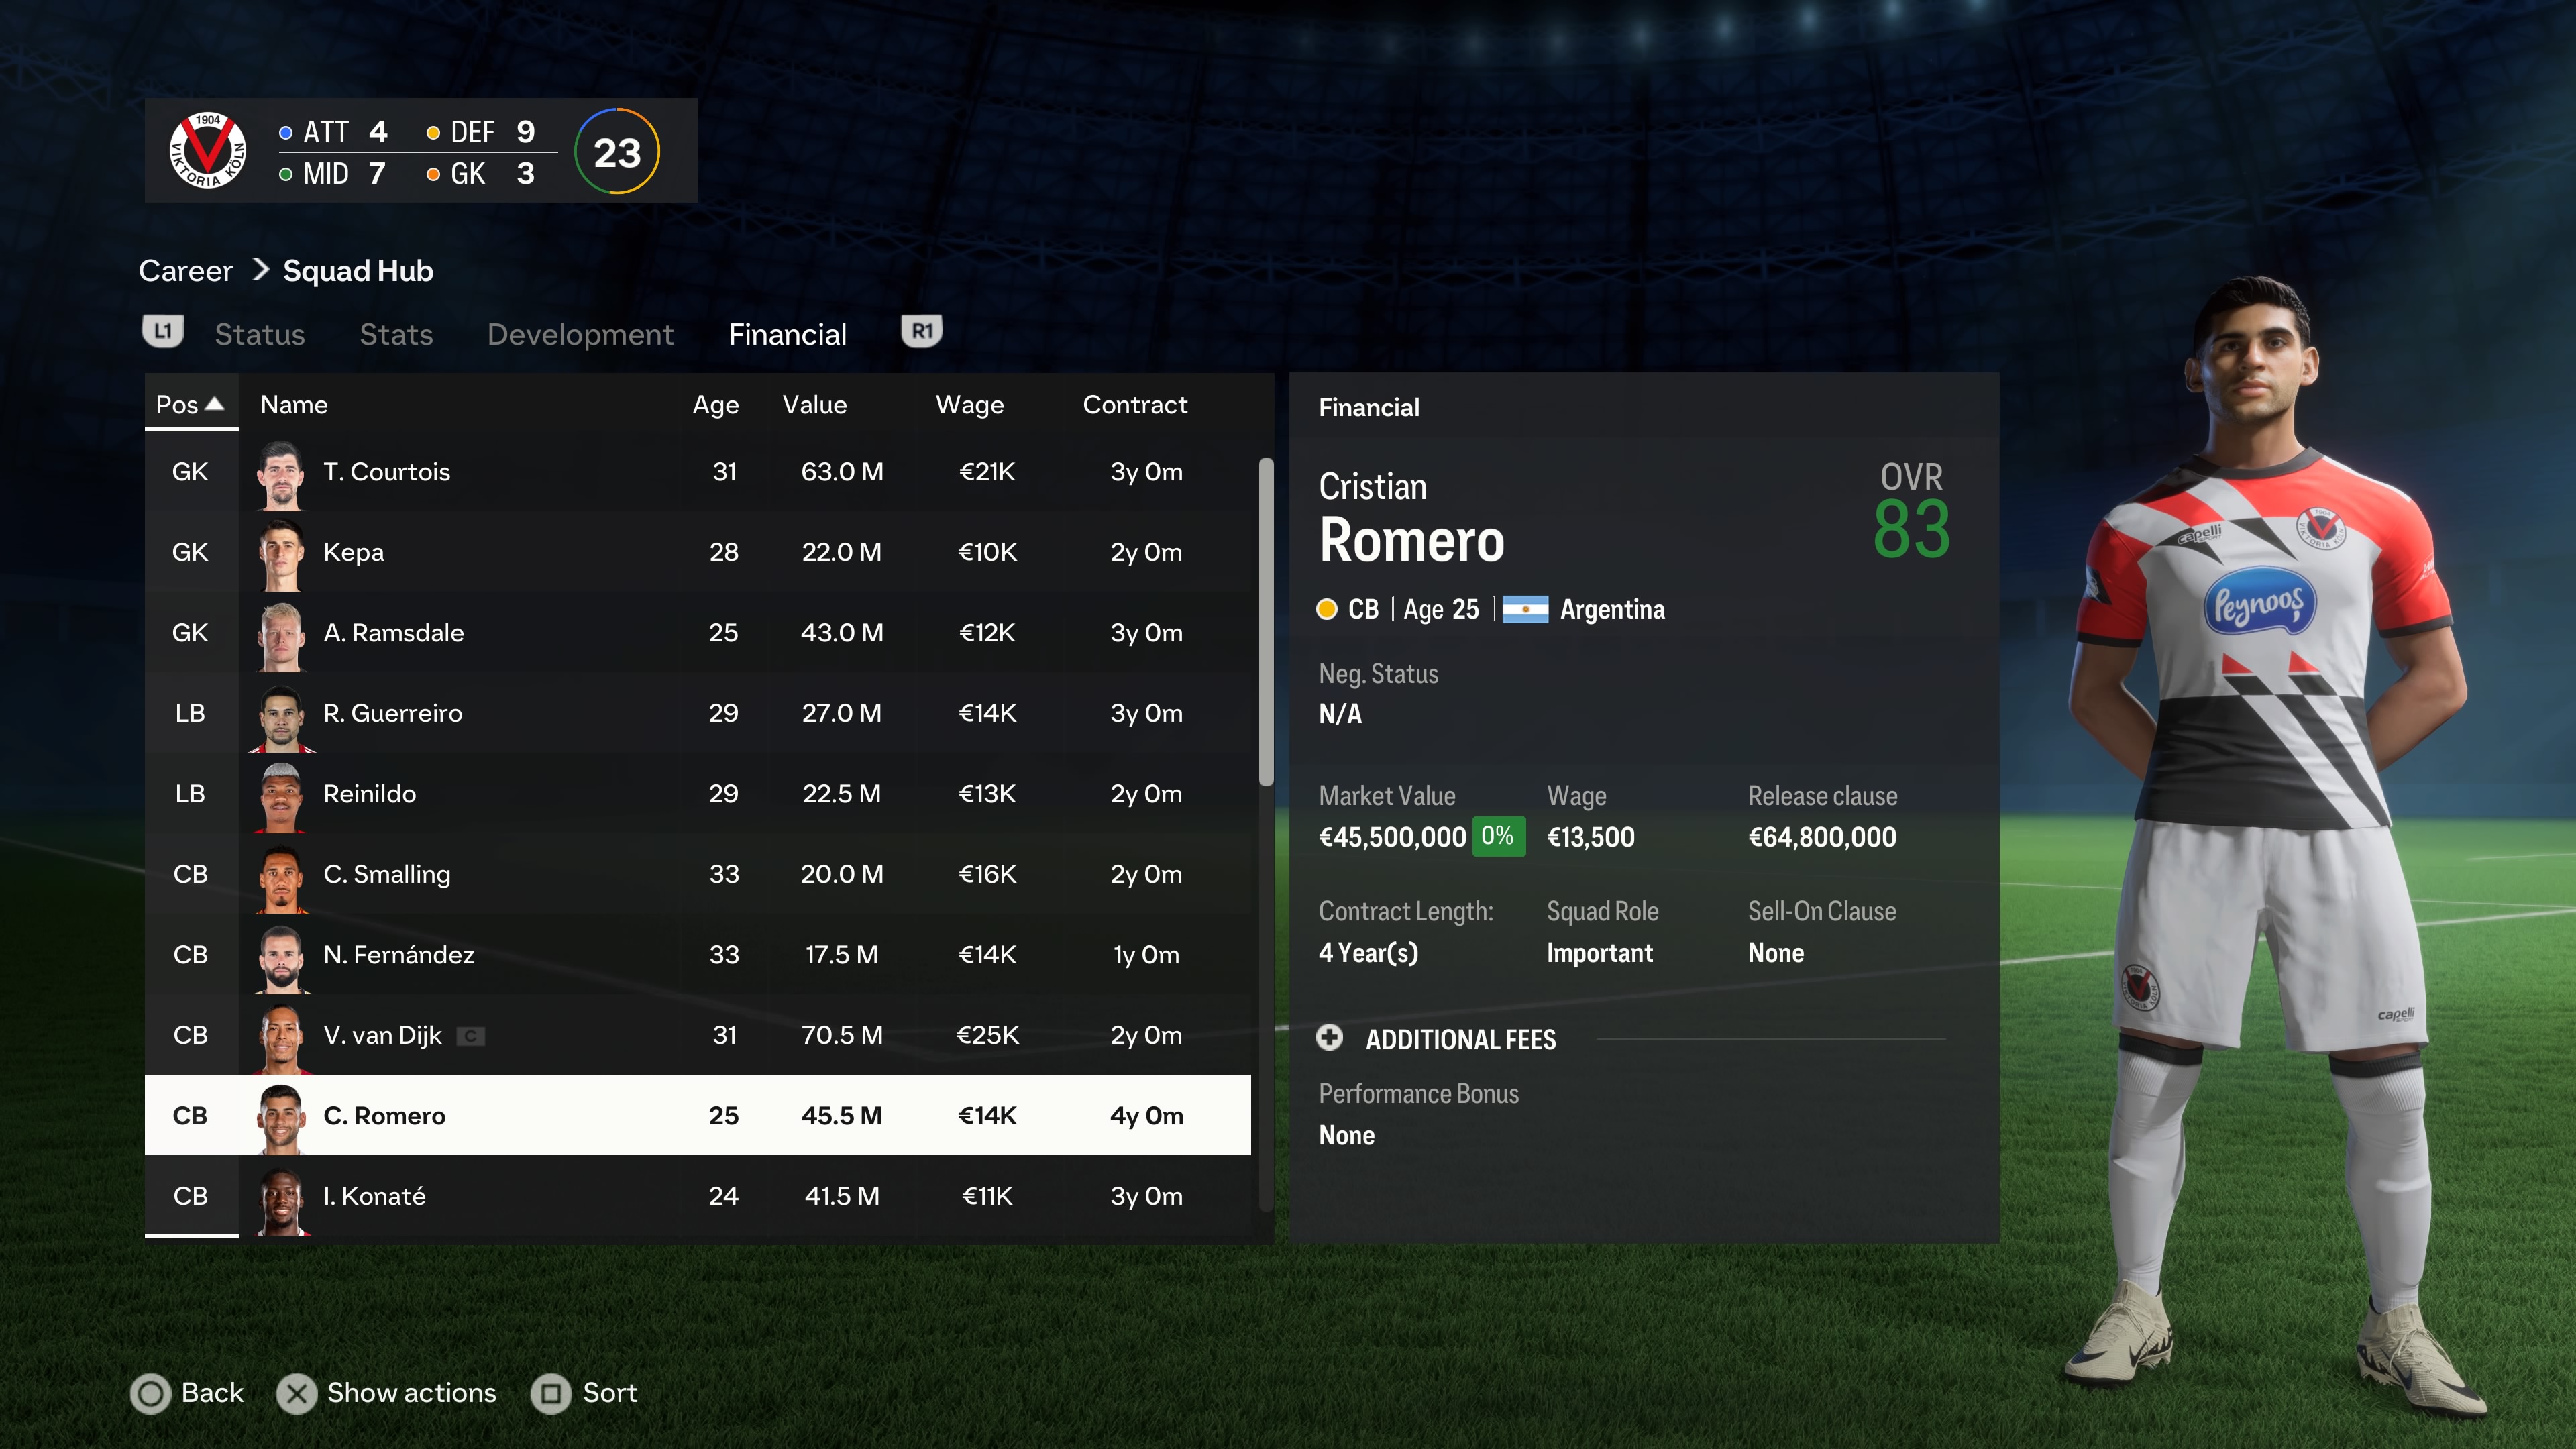 1904
VIKTORIA KÖLN
ATT 4 DEF 9
MID 7 GK 3
23
Career > Squad Hub
L1 Status Stats Development Financial R1
Pos Name Age Value Wage Contract
GK T. Courtois 31 63.0 M €21K 3y 0m
GK Kepa 28 22.0 M €10K 2y 0m
GK A. Ramsdale 25 43.0 M €12K 3y 0m
LB R. Guerreiro 29 27.0 M €14K 3y 0m
LB Reinildo 29 22.5 M €13K 2y 0m
CB C. Smalling 33 20.0 M €16K 2y 0m
CB N. Fernández 33 17.5 M €14K 1y 0m
CB V. van Dijk C 31 70.5 M €25K 2y 0m
CB C. Romero 25 45.5 M €14K 4y 0m
CB I. Konaté 24 41.5 M €11K 3y 0m
Financial
Cristian
Romero
OVR
83
CB | Age 25 | Argentina
Neg. Status
N/A
Market Value Wage Release clause
€45,500,000 0% €13,500 €64,800,000
Contract Length: Squad Role Sell-On Clause
4 Year(s) Important None
ADDITIONAL FEES
Performance Bonus
None
capelli
SPORT
1904
VIKTORIA KÖLN
Peynoos
1904
VIKTORIA KÖLN
capelli
SPORT
Back Show actions Sort